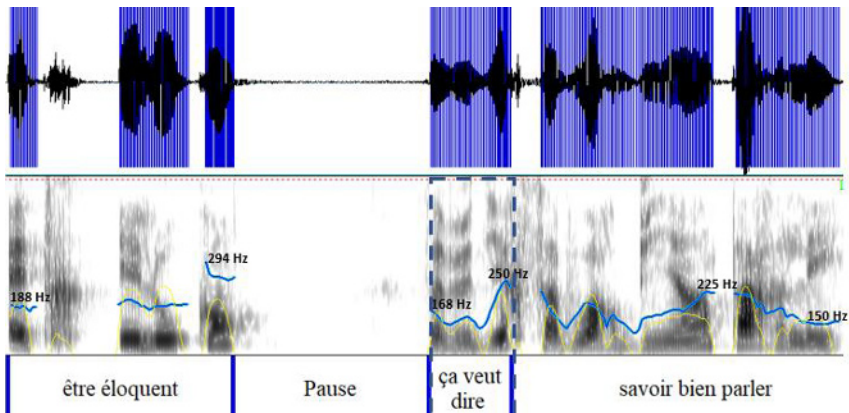 294 Hz
188 Hz
250 Hz
168 Hz
225 Hz
150 Hz
être éloquent
Pause
ça veut
dire
savoir bien parler